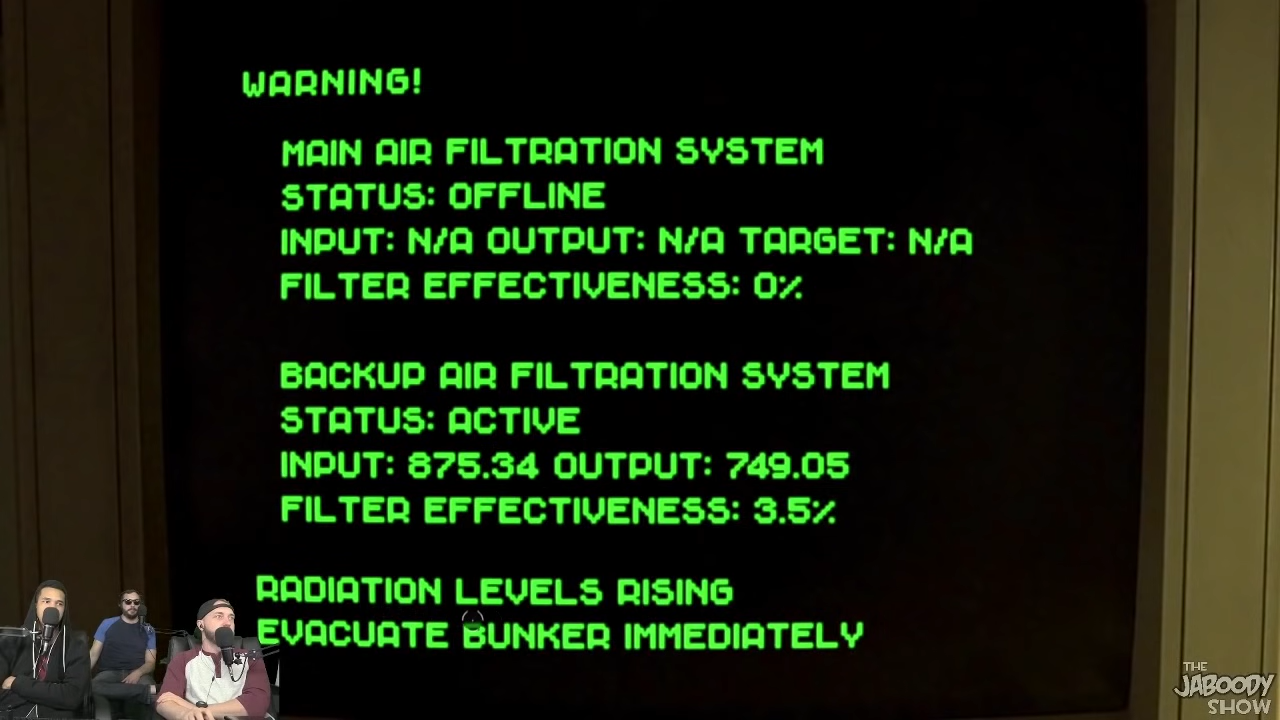 WARNING!
MAIN AIR FILTRATION SYSTEM
STATUS: OFFLINE
INPUT: N/A OUTPUT: N/A TARGET: N/A
FILTER EFFECTIVENESS: 0%
BACKUP AIR FILTRATION SYSTEM
STATUS: ACTIVE
INPUT: 875.34 OUTPUT: 749.05
FILTER EFFECTIVENESS: 3.5%
RADIATION LEVELS RISING
EVACUATE BUNKER IMMEDIATELY
THE
JABOODY
SHOW